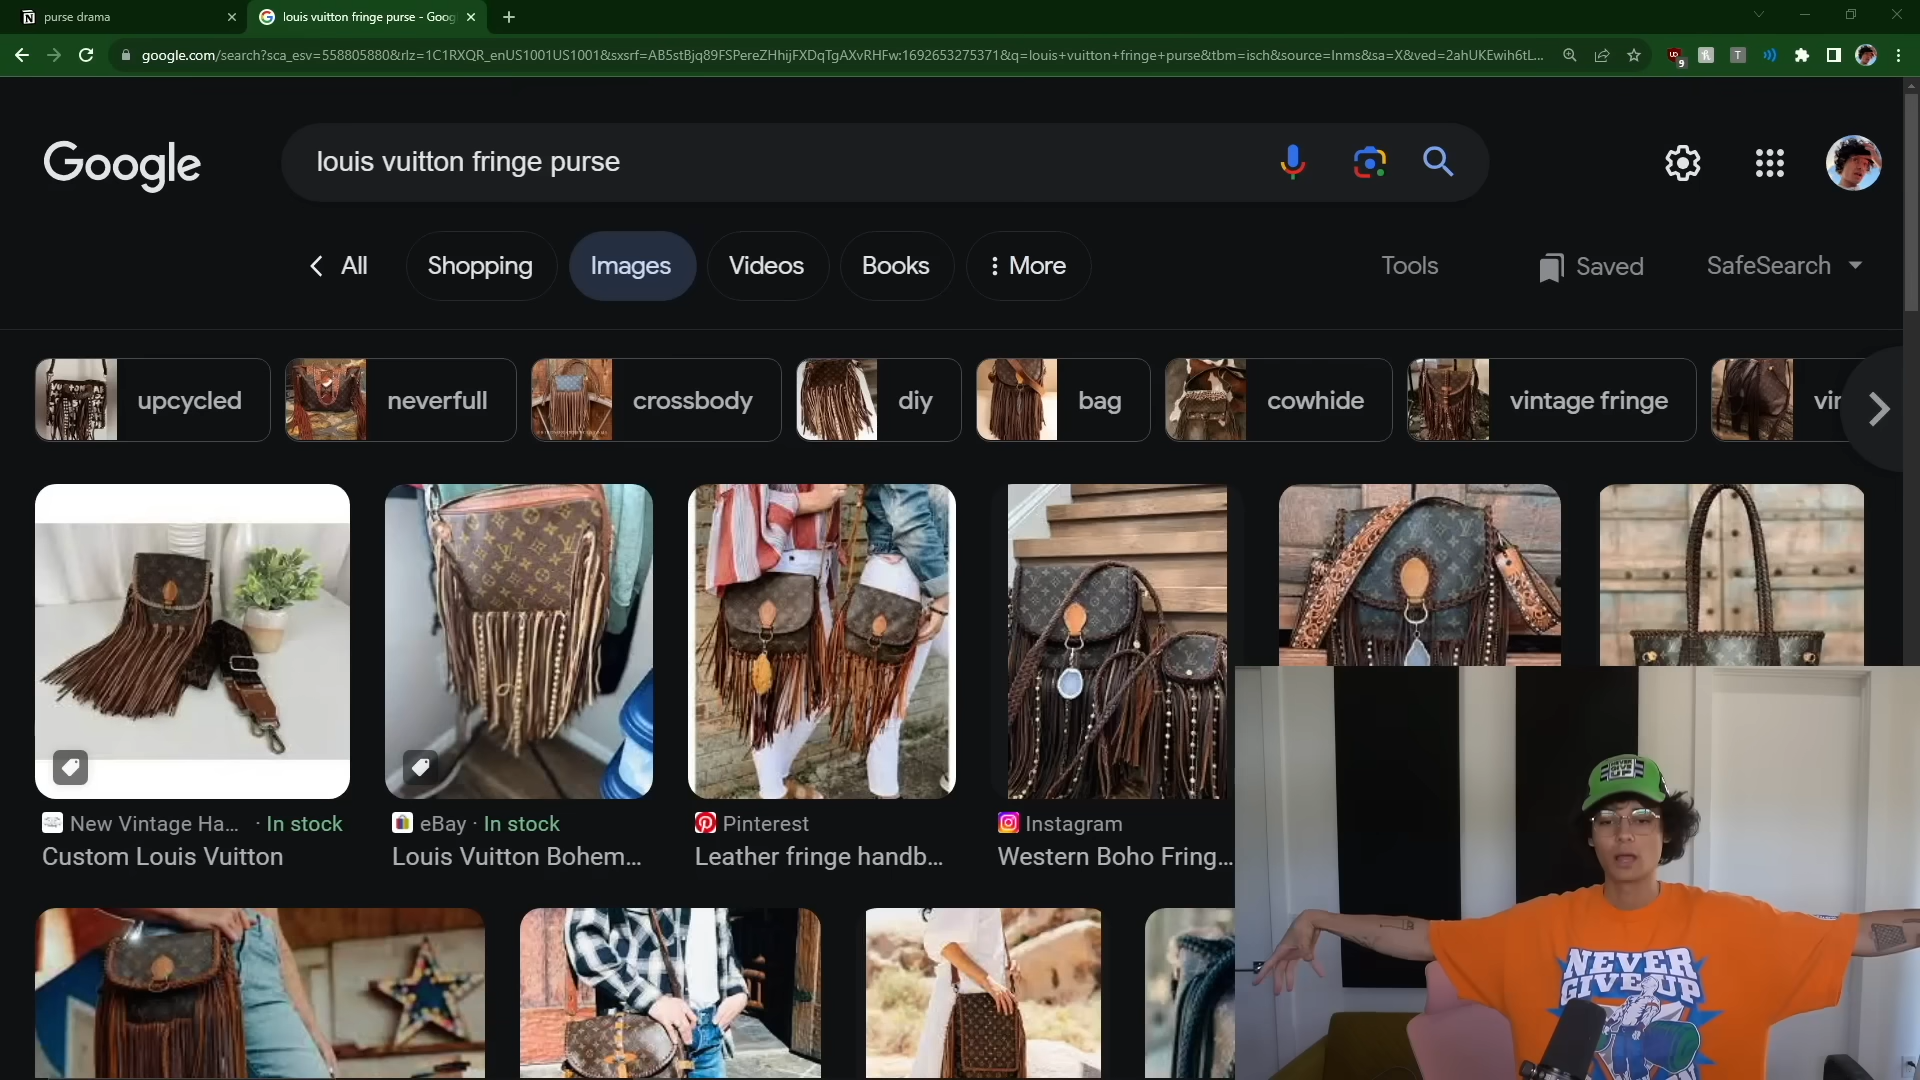 purse drama
louis vuitton fringe purse - Goog
google.com/search?sca_esv=558805880&rlz=1C1RXQR_enUS1001US1001&sxsrf=AB5stBjq89FSPereZHhijFXDqTgAXvRHFw:1692653275371&q=louis+vuitton+fringe+purse&tbm=isch&source=lnms&sa=X&ved=2ahUKEwih6tL...
9
Google
louis vuitton fringe purse
All
Shopping
Images
Videos
Books
More
Tools
Saved
SafeSearch
upcycled
neverfull
crossbody
diy
bag
cowhide
vintage fringe
vin
New Vintage Ha... · In stock
Custom Louis Vuitton
eBay · In stock
Louis Vuitton Bohem...
Pinterest
Leather fringe handb...
Instagram
Western Boho Fring...
NEVER
GIVE UP